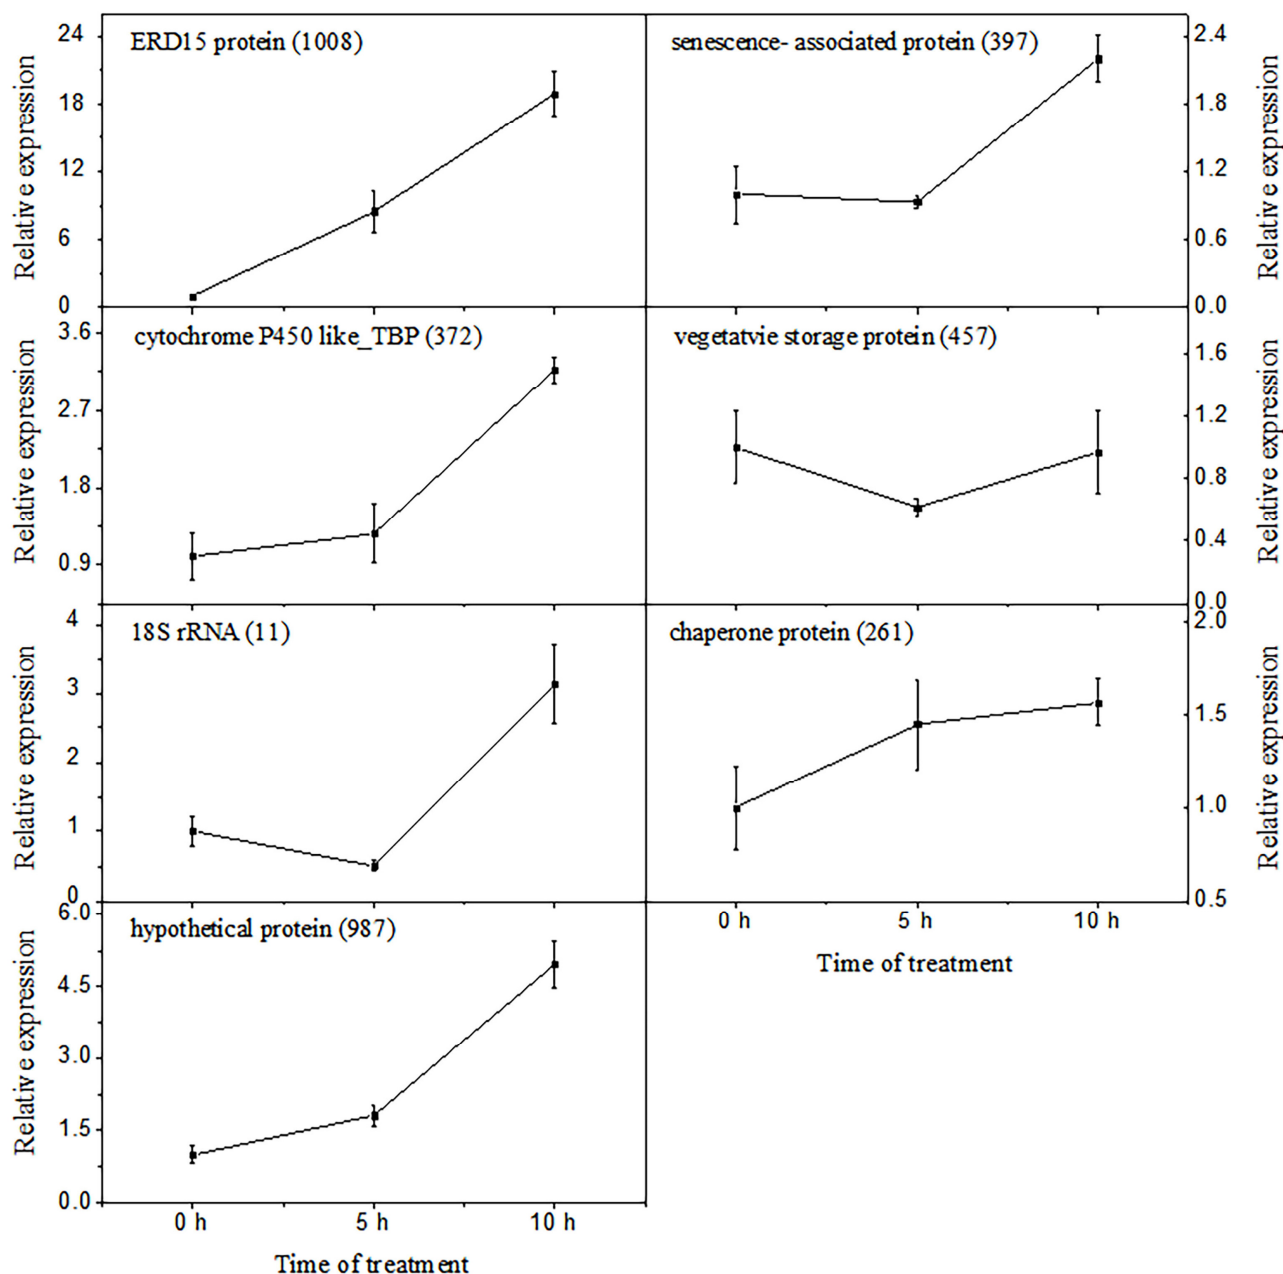 ERD15 protein (1008)
Relative expression
24
18
12
6
0
senescence- associated protein (397)
Relative expression
2.4
1.8
1.2
0.6
0.0
cytochrome P450 like_TBP (372)
Relative expression
3.6
2.7
1.8
0.9
vegetatvie storage protein (457)
Relative expression
1.6
1.2
0.8
0.4
0.0
18S rRNA (11)
Relative expression
4
3
2
1
0
chaperone protein (261)
Relative expression
2.0
1.5
1.0
0.5
0 h 5 h 10 h
Time of treatment
hypothetical protein (987)
Relative expression
6.0
4.5
3.0
1.5
0.0
0 h 5 h 10 h
Time of treatment